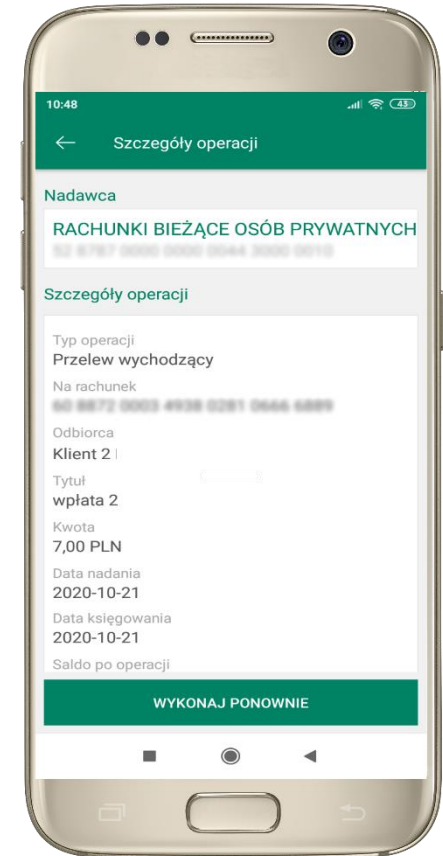 10:48
43
Szczegóły operacji
Nadawca
RACHUNKI BIEŻĄCE OSÓB PRYWATNYCH
Szczegóły operacji
Typ operacji
Przelew wychodzący
Na rachunek
Odbiorca
Klient 2
Tytuł
wpłata 2
Kwota
7,00 PLN
Data nadania
2020-10-21
Data księgowania
2020-10-21
Saldo po operacji
WYKONAJ PONOWNIE